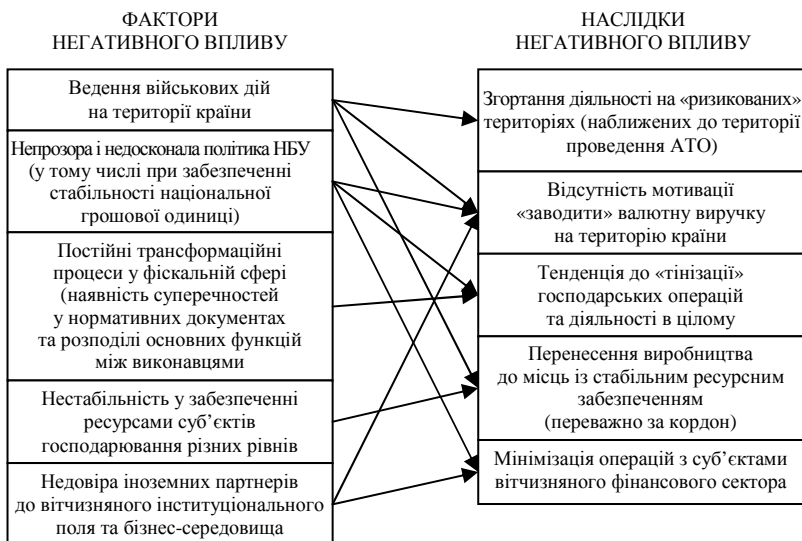 ФАКТОРИ
НЕГАТИВНОГО ВПЛИВУ
Ведення військових дій
на території країни
Непрозора і недосконала політика НБУ
(у тому числі при забезпеченні
стабільності національної
грошової одиниці)
Постійні трансформаційні
процеси у фіскальній сфері
(наявність суперечностей
у нормативних документах
та розподілі основних функцій
між виконавцями)
Нестабільність у забезпеченні
ресурсами суб’єктів
господарювання різних рівнів
Недовіра іноземних партнерів
до вітчизняного інституціонального
поля та бізнес-середовища
НАСЛІДКИ
НЕГАТИВНОГО ВПЛИВУ
Згортання діяльності на «ризикованих»
територіях (наближених до території
проведення АТО)
Відсутність мотивації
«заводити» валютну виручку
на територію країни
Тенденція до «тінізації»
господарських операцій
та діяльності в цілому
Перенесення виробництва
до місць із стабільним ресурсним
забезпеченням
(переважно за кордон)
Мінімізація операцій з суб’єктами
вітчизняного фінансового сектора